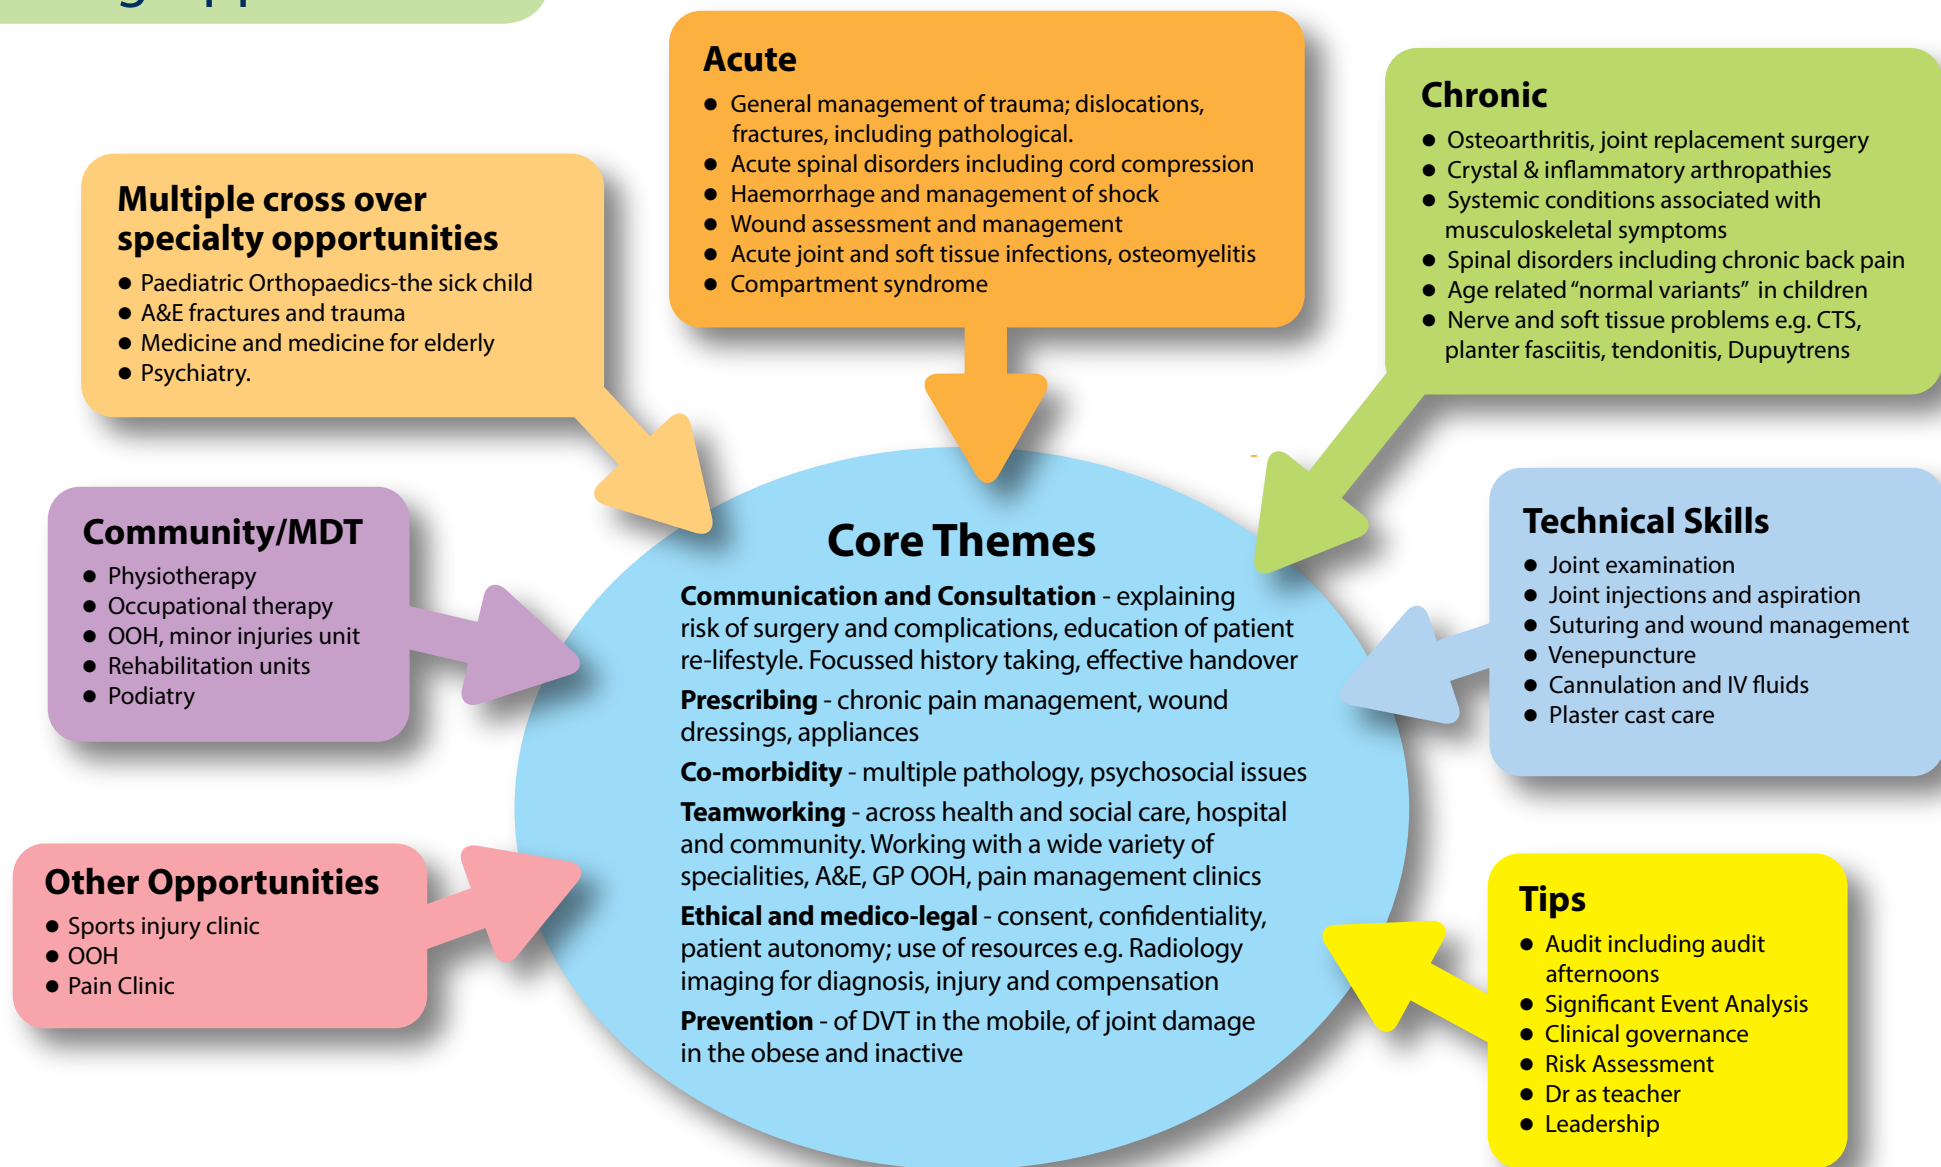 Acute
● General management of trauma; dislocations,
fractures, including pathological.
● Acute spinal disorders including cord compression
● Haemorrhage and management of shock
● Wound assessment and management
● Acute joint and soft tissue infections, osteomyelitis
● Compartment syndrome
Chronic
● Osteoarthritis, joint replacement surgery
● Crystal & inflammatory arthropathies
● Systemic conditions associated with
musculoskeletal symptoms
● Spinal disorders including chronic back pain
● Age related “normal variants” in children
● Nerve and soft tissue problems e.g. CTS,
planter fasciitis, tendonitis, Dupuytrens
Multiple cross over
specialty opportunities
● Paediatric Orthopaedics-the sick child
● A&E fractures and trauma
● Medicine and medicine for elderly
● Psychiatry.
Community/MDT
● Physiotherapy
● Occupational therapy
● OOH, minor injuries unit
● Rehabilitation units
● Podiatry
Core Themes
Communication and Consultation - explaining
risk of surgery and complications, education of patient
re-lifestyle. Focussed history taking, effective handover
Prescribing - chronic pain management, wound
dressings, appliances
Co-morbidity - multiple pathology, psychosocial issues
Teamworking - across health and social care, hospital
and community. Working with a wide variety of
specialities, A&E, GP OOH, pain management clinics
Ethical and medico-legal - consent, confidentiality,
patient autonomy; use of resources e.g. Radiology
imaging for diagnosis, injury and compensation
Prevention - of DVT in the mobile, of joint damage
in the obese and inactive
Technical Skills
● Joint examination
● Joint injections and aspiration
● Suturing and wound management
● Venepuncture
● Cannulation and IV fluids
● Plaster cast care
Other Opportunities
● Sports injury clinic
● OOH
● Pain Clinic
Tips
● Audit including audit
afternoons
● Significant Event Analysis
● Clinical governance
● Risk Assessment
● Dr as teacher
● Leadership